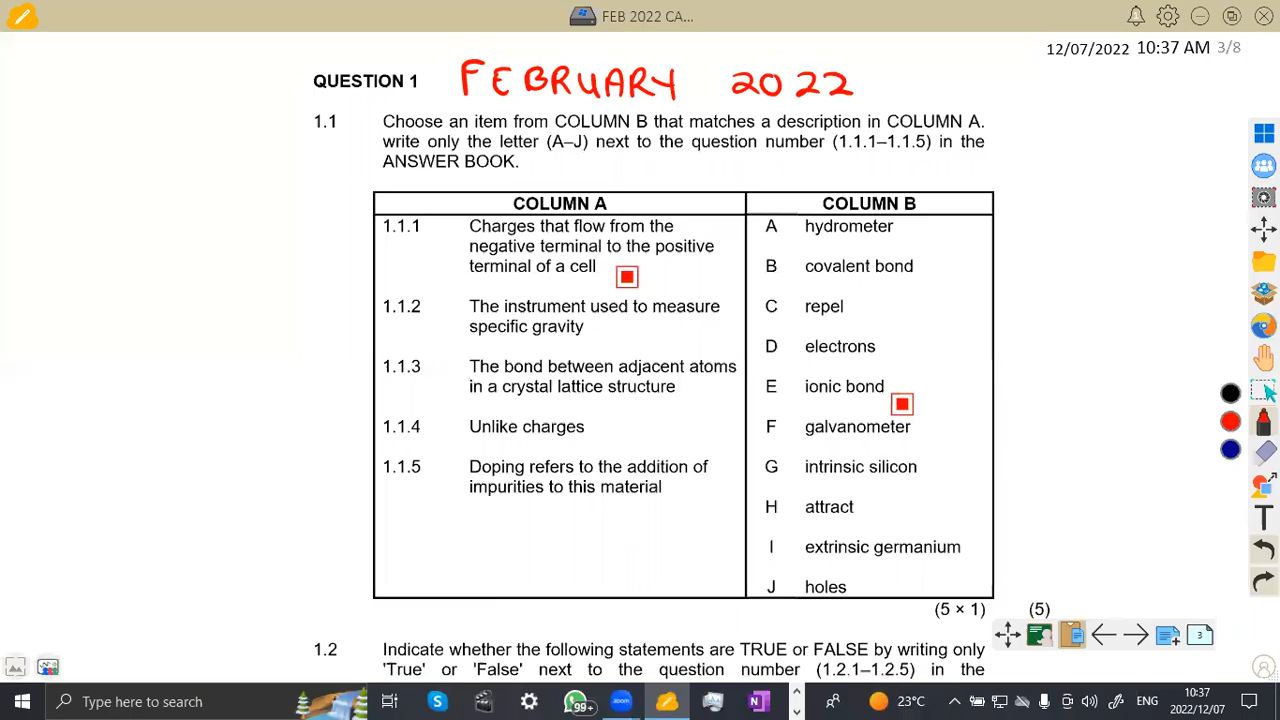 FEB 2022 CA...
12/07/2022 10:37 AM 3/8
QUESTION 1 FEBRUARY 2022
1.1 Choose an item from COLUMN B that matches a description in COLUMN A.
write only the letter (A–J) next to the question number (1.1.1–1.1.5) in the
ANSWER BOOK.
COLUMN A COLUMN B
1.1.1 Charges that flow from the
negative terminal to the positive
terminal of a cell
1.1.2 The instrument used to measure
specific gravity
1.1.3 The bond between adjacent atoms
in a crystal lattice structure
1.1.4 Unlike charges
1.1.5 Doping refers to the addition of
impurities to this material
A hydrometer
B covalent bond
C repel
D electrons
E ionic bond
F galvanometer
G intrinsic silicon
H attract
I extrinsic germanium
J holes
(5 × 1) (5)
3
1.2 Indicate whether the following statements are TRUE or FALSE by writing only
'True' or 'False' next to the question number (1.2.1–1.2.5) in the
Type here to search
99+
zoom
23°C
ENG
10:37
2022/12/07